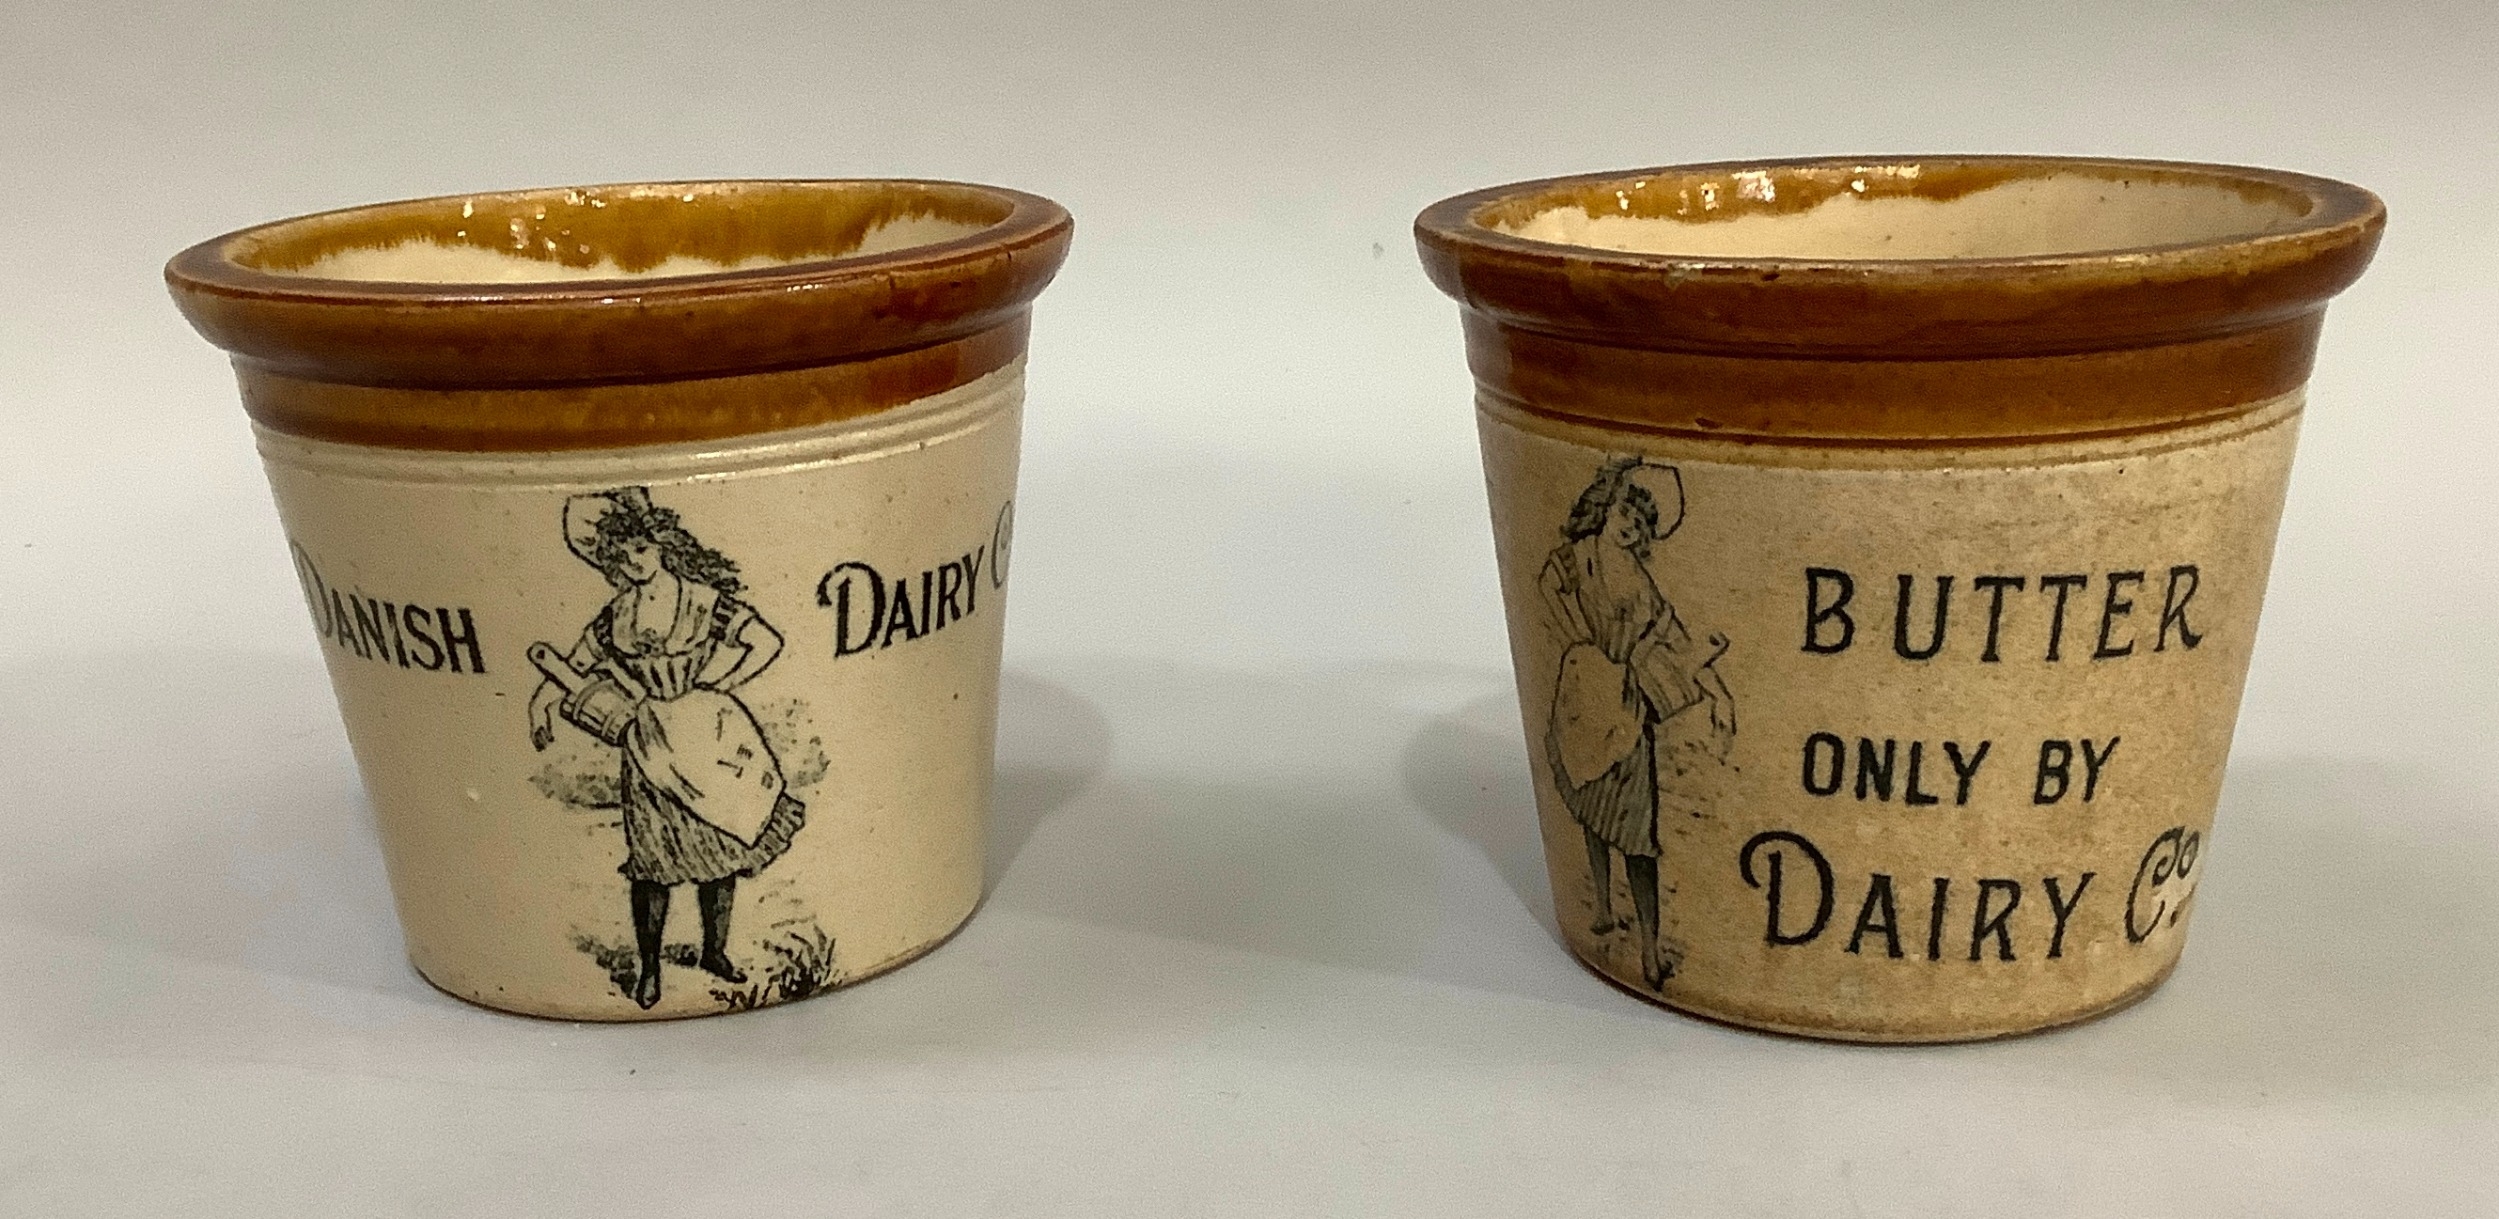 DANISH
DAIRY Co
BUTTER
ONLY BY
DAIRY Co.